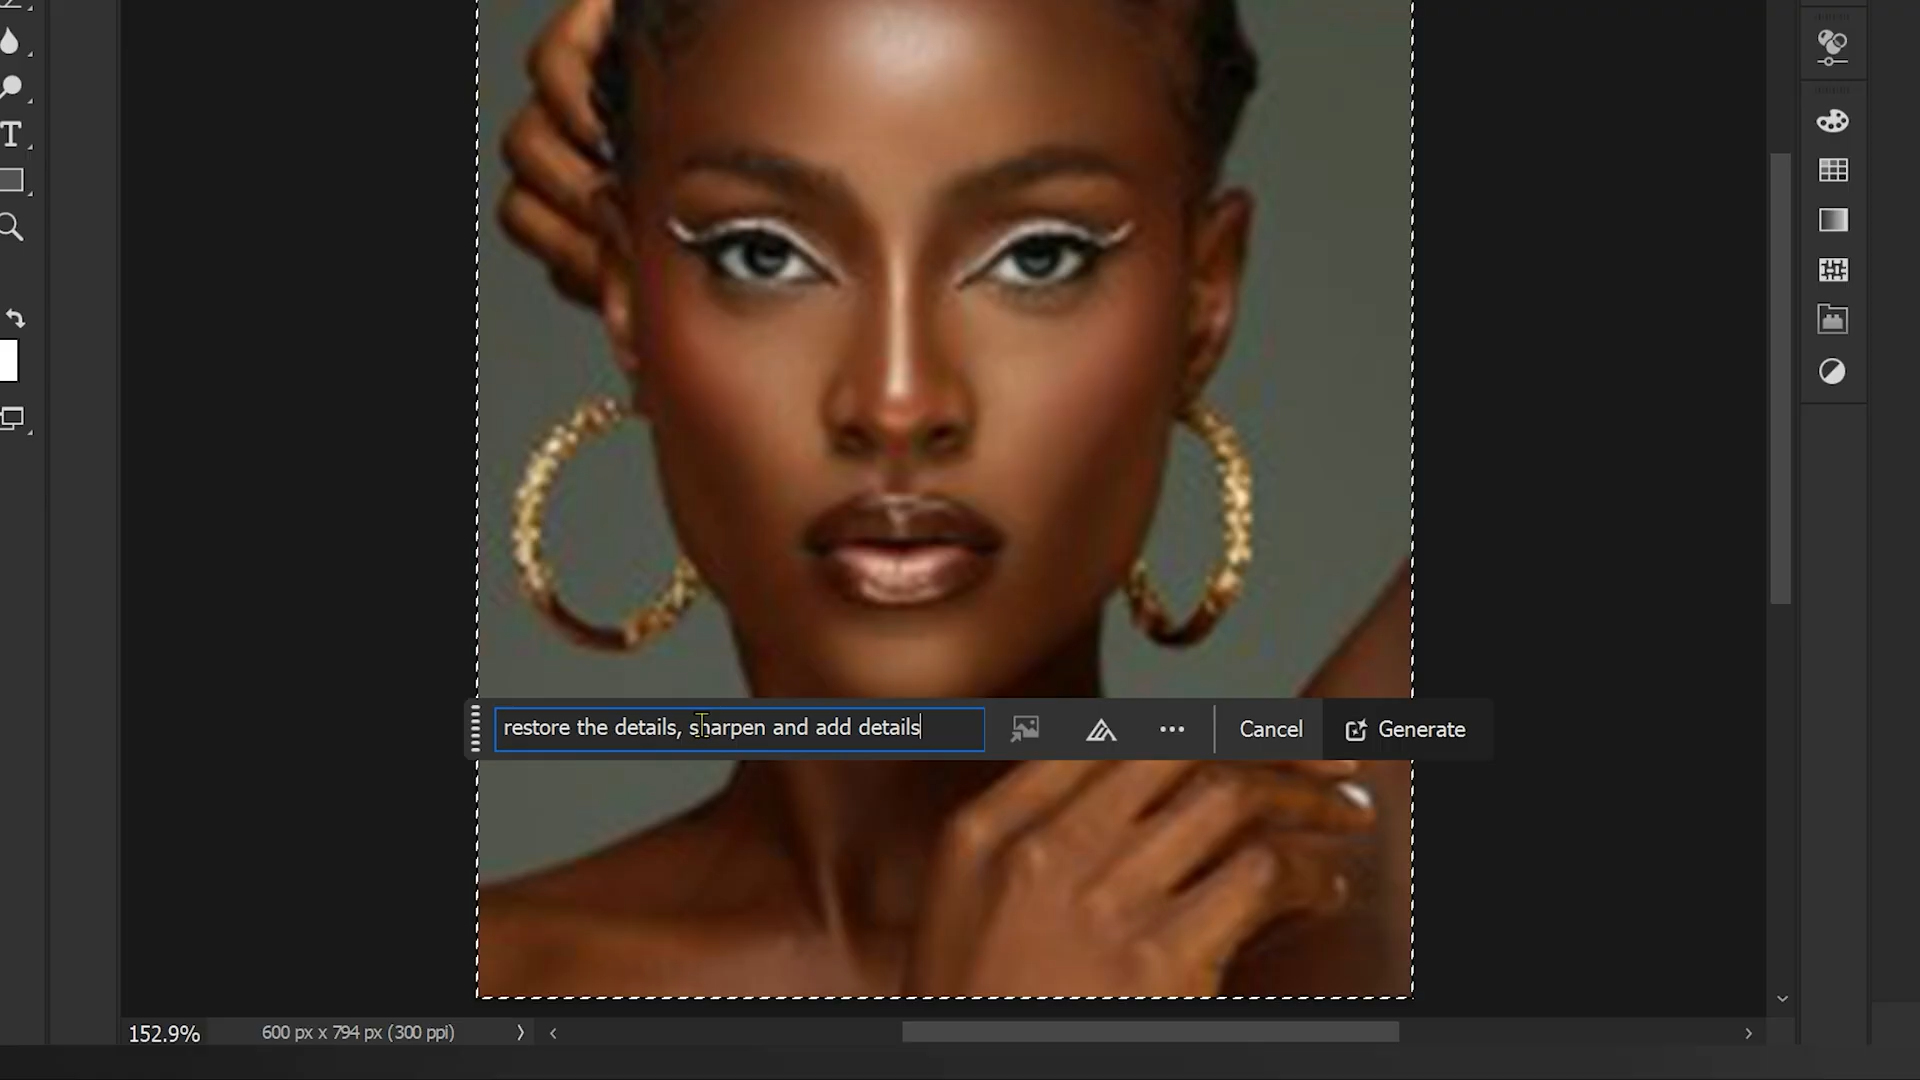 T
restore the details, sharpen and add details
Cancel
Generate
152.9%
600 px x 794 px (300 ppi)